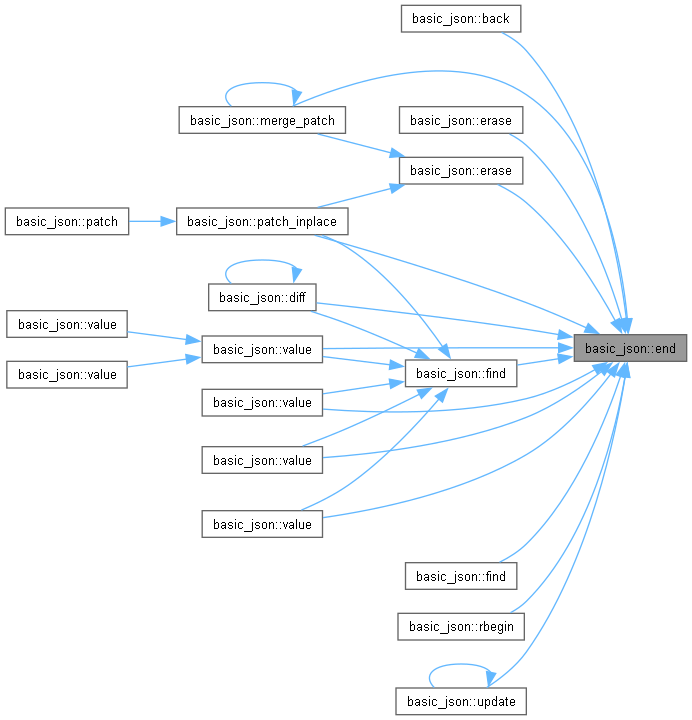 basic_json::back
basic_json::merge_patch
basic_json::erase
basic_json::erase
basic_json::patch
basic_json::patch_inplace
basic_json::diff
basic_json::value
basic_json::value
basic_json::end
basic_json::value
basic_json::find
basic_json::value
basic_json::value
basic_json::value
basic_json::find
basic_json::rbegin
basic_json::update